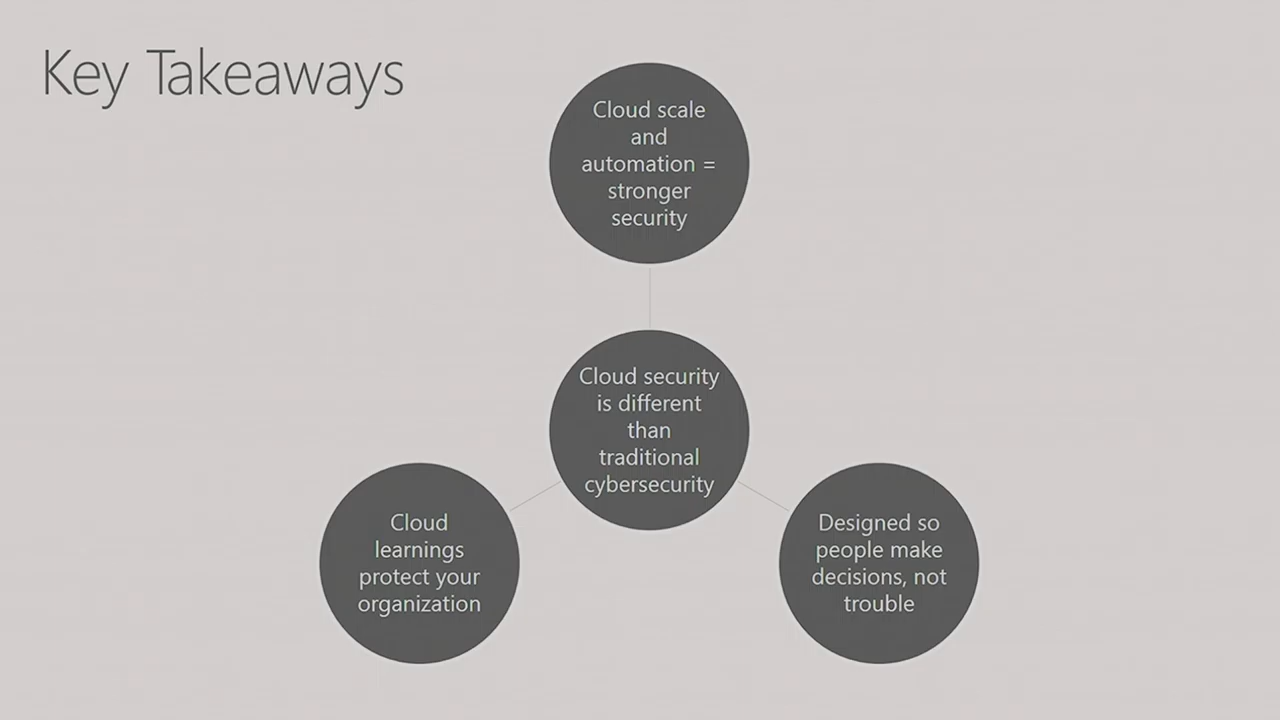 Key Takeaways
Cloud scale
and
automation =
stronger
security
Cloud security
is different
than
traditional
cybersecurity
Cloud
learnings
protect your
organization
Designed so
people make
decisions, not
trouble